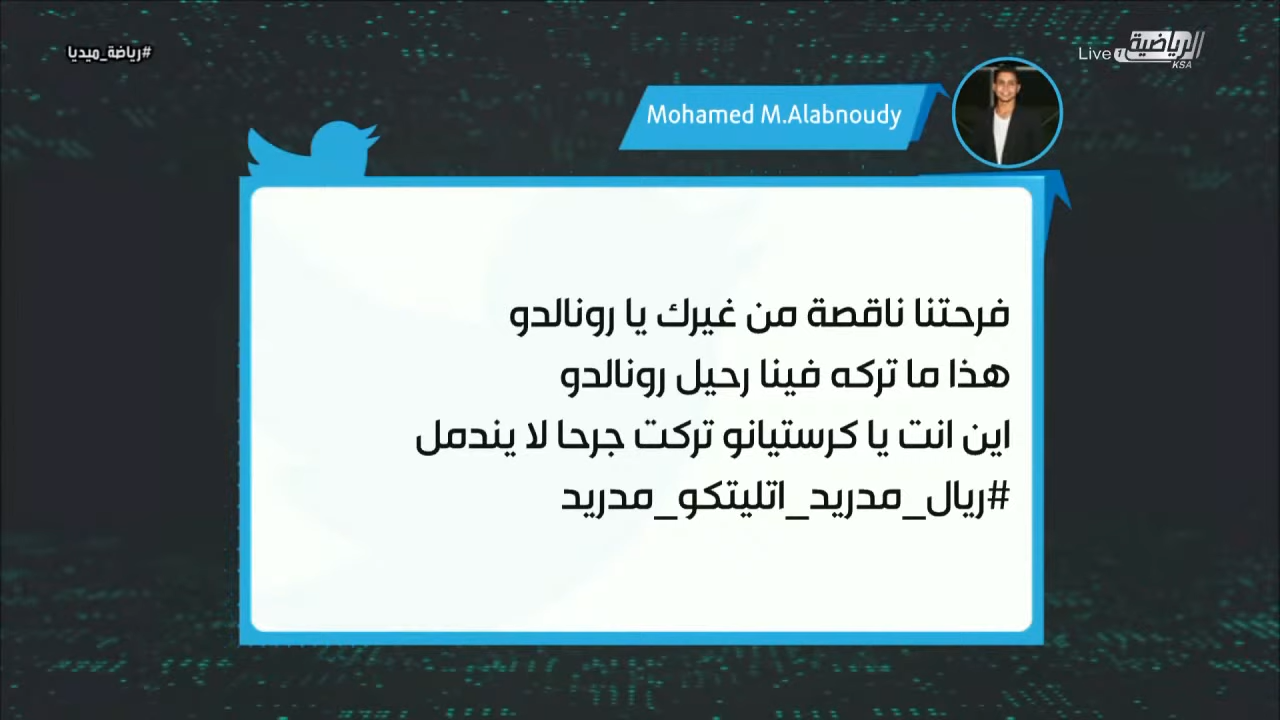 #رياضة_ميديا
الرياضية
KSA
Live 1
Mohamed M.Alabnoudy
فرحتنا ناقصة من غيرك يا رونالدو
هذا ما تركه فينا رحيل رونالدو
اين انت يا كرستيانو تركت جرحا لا يندمل
#ريال_مدريد_اتليتكو_مدريد